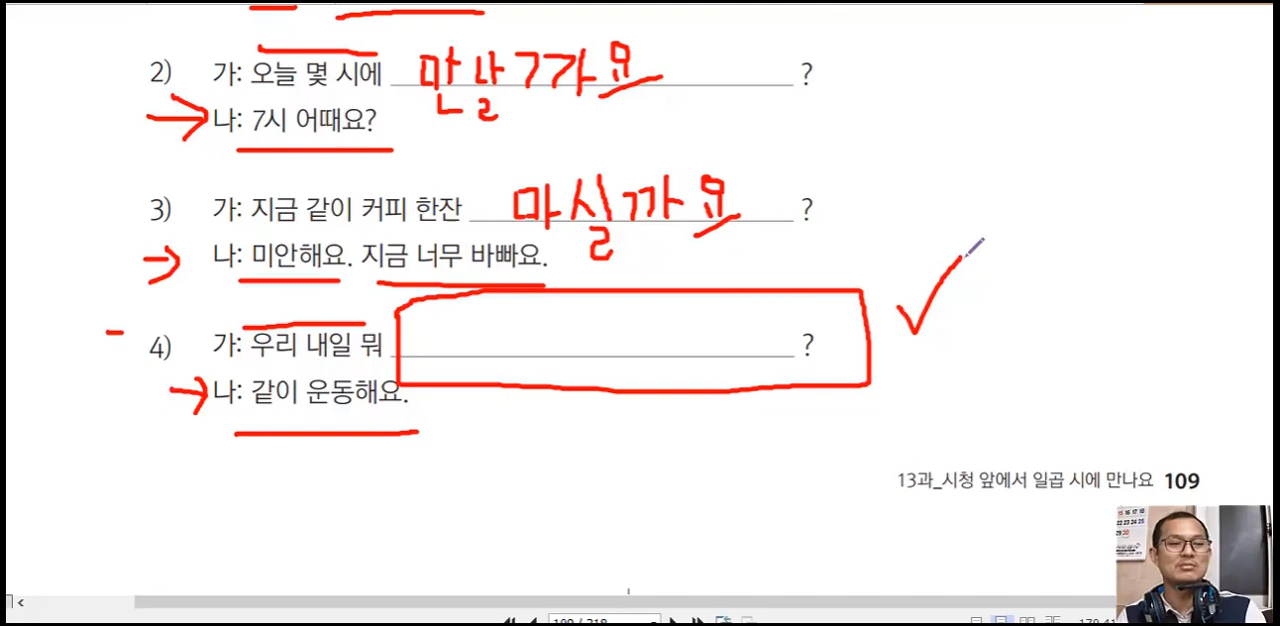 2) 가: 오늘 몇 시에 만날까요?
나: 7시 어때요?
3) 가: 지금 같이 커피 한잔 마실까요?
나: 미안해요. 지금 너무 바빠요.
4) 가: 우리 내일 뭐 ?
나: 같이 운동해요.
13과_시청 앞에서 일곱 시에 만나요 109